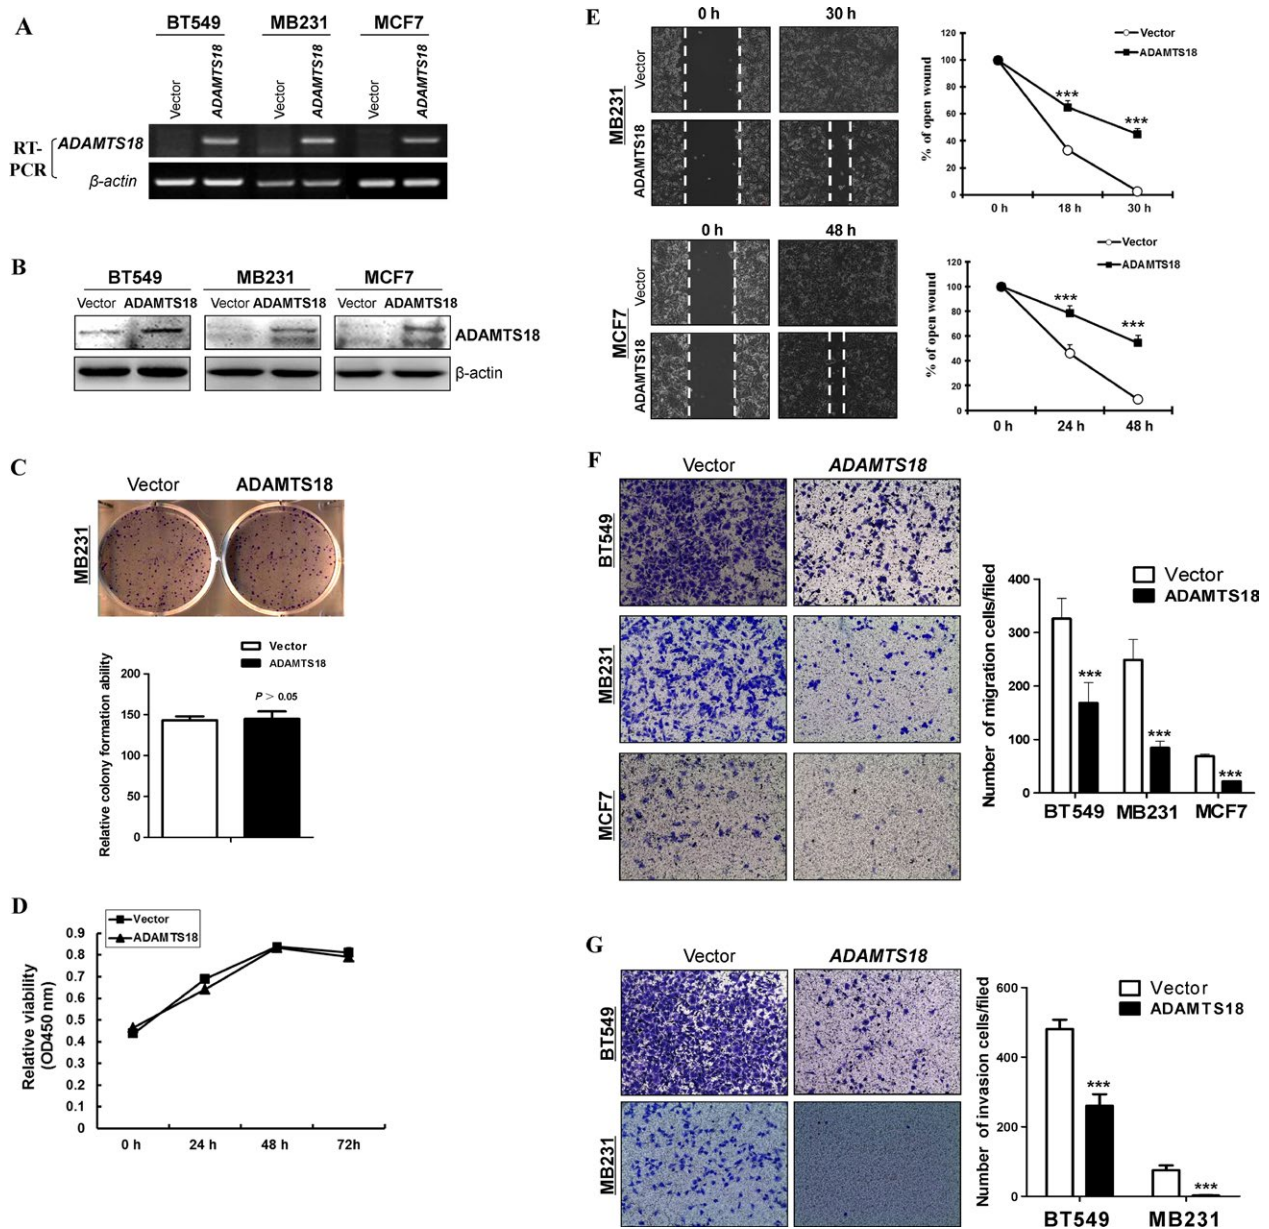 A
BT549 MB231 MCF7
Vector ADAMTS18 Vector ADAMTS18 Vector ADAMTS18
RT-
PCR
ADAMTS18
β-actin
B
BT549 MB231 MCF7
Vector ADAMTS18 Vector ADAMTS18 Vector ADAMTS18
ADAMTS18
β-actin
C
Vector ADAMTS18
MB231
Vector
ADAMTS18
Relative colony formation ability
200
150
100
50
0
P > 0.05
D
Vector
ADAMTS18
Relative viability
(OD450 nm)
0.9
0.8
0.7
0.6
0.5
0.4
0.3
0.2
0.1
0
0 h 24 h 48 h 72h
E
0 h 30 h
MB231
Vector
ADAMTS18
Vector
ADAMTS18
% of open wound
120
100
80
60
40
20
0
*** ***
0 h 18 h 30 h
0 h 48 h
MCF7
Vector
ADAMTS18
Vector
ADAMTS18
% of open wound
120
100
80
60
40
20
0
*** ***
0 h 24 h 48 h
F
Vector ADAMTS18
BT549
MB231
MCF7
Vector
ADAMTS18
Number of migration cells/filed
400
300
200
100
0
*** *** ***
BT549 MB231 MCF7
G
Vector ADAMTS18
BT549
MB231
Vector
ADAMTS18
Number of invasion cells/filed
600
400
200
0
*** ***
BT549 MB231